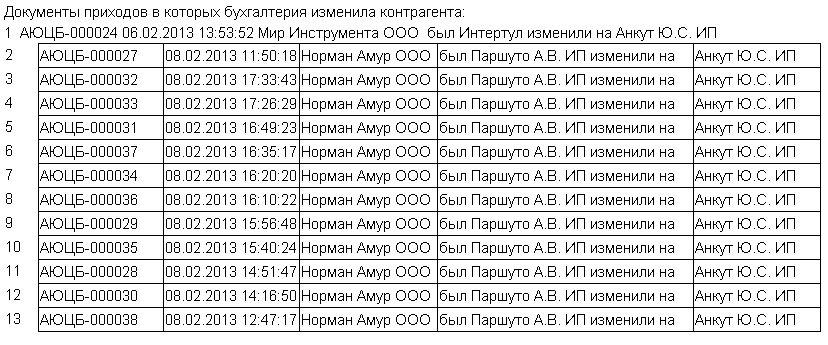 Документы приходов в которых бухгалтерия изменила контрагента:
1 АЮЦБ-000024 06.02.2013 13:53:52 Мир Инструмента ООО был Интертул изменили на Анкут Ю.С. ИП
2 АЮЦБ-000027 08.02.2013 11:50:18 Норман Амур ООО был Паршуто А.В. ИП изменили на Анкут Ю.С. ИП
3 АЮЦБ-000032 08.02.2013 17:33:43 Норман Амур ООО был Паршуто А.В. ИП изменили на Анкут Ю.С. ИП
4 АЮЦБ-000033 08.02.2013 17:26:29 Норман Амур ООО был Паршуто А.В. ИП изменили на Анкут Ю.С. ИП
5 АЮЦБ-000031 08.02.2013 16:49:23 Норман Амур ООО был Паршуто А.В. ИП изменили на Анкут Ю.С. ИП
6 АЮЦБ-000037 08.02.2013 16:35:17 Норман Амур ООО был Паршуто А.В. ИП изменили на Анкут Ю.С. ИП
7 АЮЦБ-000034 08.02.2013 16:20:20 Норман Амур ООО был Паршуто А.В. ИП изменили на Анкут Ю.С. ИП
8 АЮЦБ-000036 08.02.2013 16:10:22 Норман Амур ООО был Паршуто А.В. ИП изменили на Анкут Ю.С. ИП
9 АЮЦБ-000029 08.02.2013 15:56:48 Норман Амур ООО был Паршуто А.В. ИП изменили на Анкут Ю.С. ИП
10 АЮЦБ-000035 08.02.2013 15:40:24 Норман Амур ООО был Паршуто А.В. ИП изменили на Анкут Ю.С. ИП
11 АЮЦБ-000028 08.02.2013 14:51:47 Норман Амур ООО был Паршуто А.В. ИП изменили на Анкут Ю.С. ИП
12 АЮЦБ-000030 08.02.2013 14:16:50 Норман Амур ООО был Паршуто А.В. ИП изменили на Анкут Ю.С. ИП
13 АЮЦБ-000038 08.02.2013 12:47:17 Норман Амур ООО был Паршуто А.В. ИП изменили на Анкут Ю.С. ИП